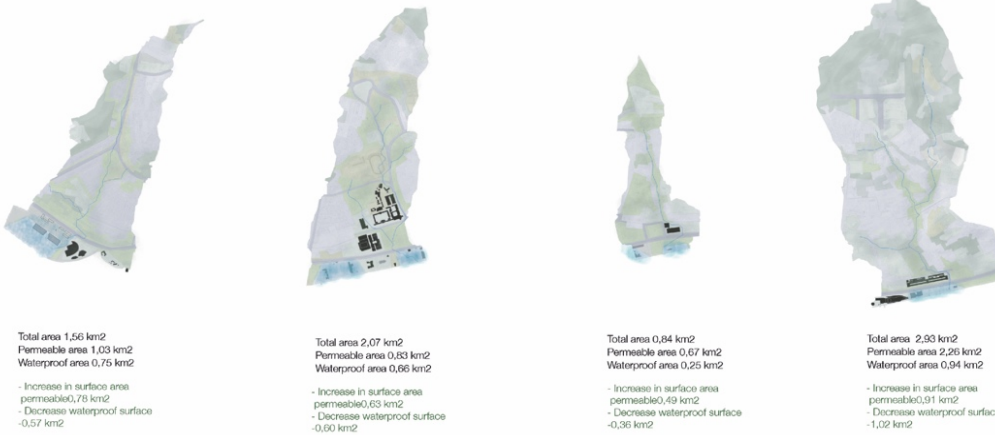 Total area 1,56 km2
Permeable area 1,03 km2
Waterproof area 0,75 km2
- Increase in surface area
permeable0,78 km2
- Decrease waterproof surface
-0,57 km2
Total area 2,07 km2
Permeable area 0,83 km2
Waterproof area 0,66 km2
- Increase in surface area
permeable0,63 km2
- Decrease waterproof surface
-0,60 km2
Total area 0,84 km2
Permeable area 0,67 km2
Waterproof area 0,25 km2
- Increase in surface area
permeable0,49 km2
- Decrease waterproof surface
-0,36 km2
Total area 2,93 km2
Permeable area 2,26 km2
Waterproof area 0,94 km2
- Increase in surface area
permeable0,91 km2
- Decrease waterproof surface
-1,02 km2